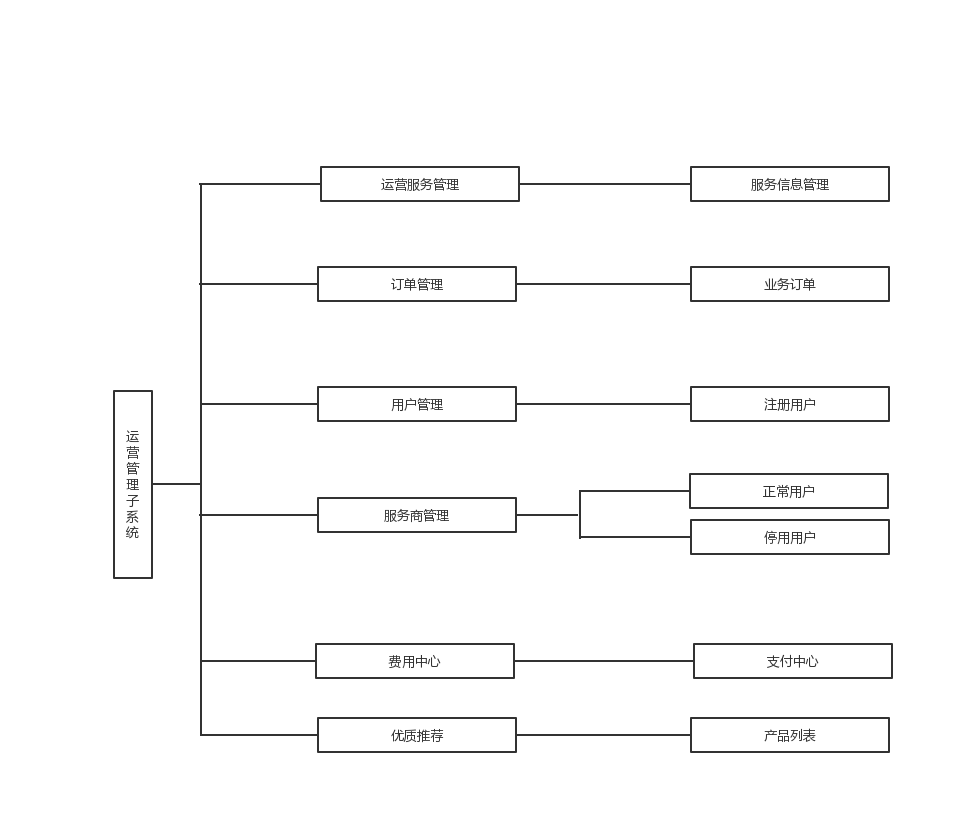 运营管理子系统
运营服务管理
服务信息管理
订单管理
业务订单
用户管理
注册用户
服务商管理
正常用户
停用用户
费用中心
支付中心
优质推荐
产品列表